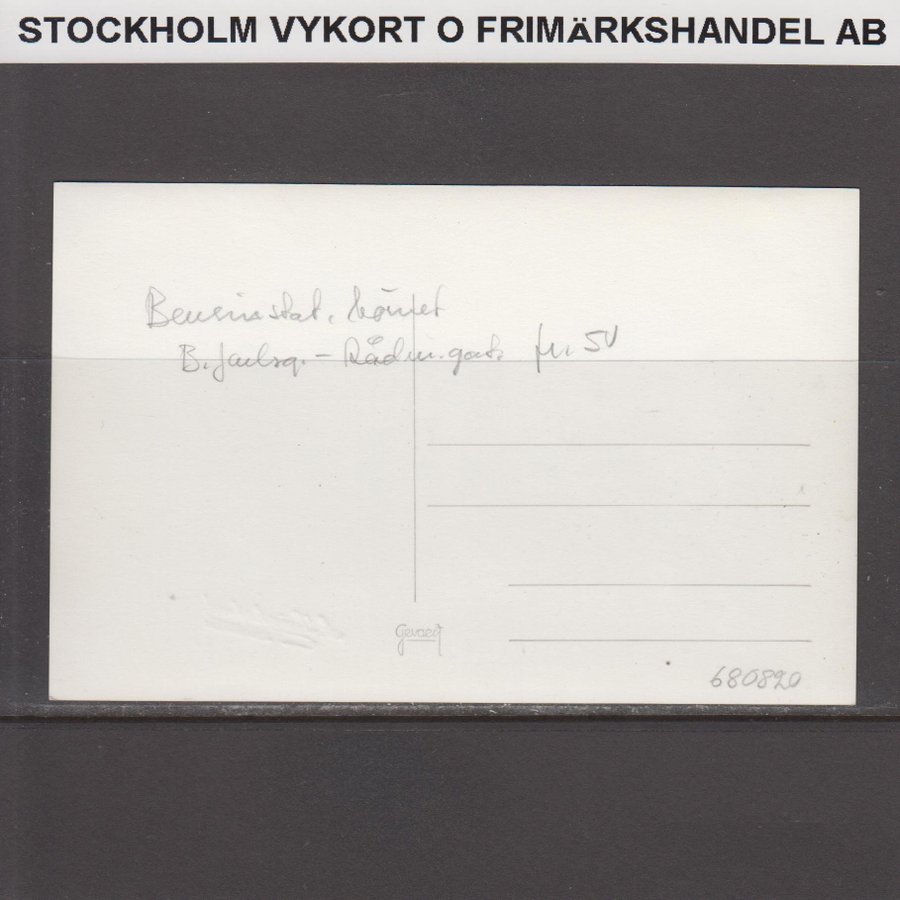 STOCKHOLM VYKORT O FRIMÄRKSHANDEL AB
Bensinstat. hörnet
B. Jarlsg. - Rådm.gat. fr. SV
Gevaert
680820